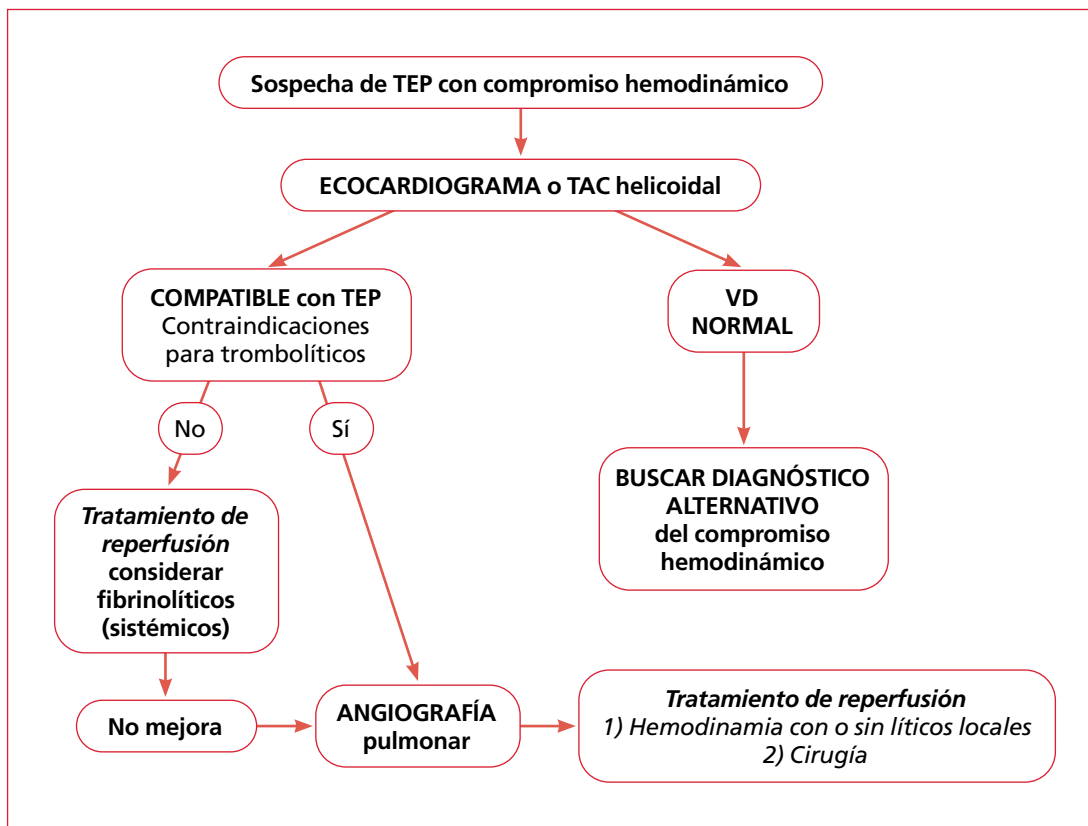 Sospecha de TEP con compromiso hemodinámico
ECOCARDIOGRAMA o TAC helicoidal
COMPATIBLE con TEP
Contraindicaciones
para trombolíticos
VD
NORMAL
No
Sí
Tratamiento de
reperfusión
considerar
fibrinolíticos
(sistémicos)
BUSCAR DIAGNÓSTICO
ALTERNATIVO
del compromiso
hemodinámico
No mejora
ANGIOGRAFÍA
pulmonar
Tratamiento de reperfusión
1) Hemodinamia con o sin líticos locales
2) Cirugía